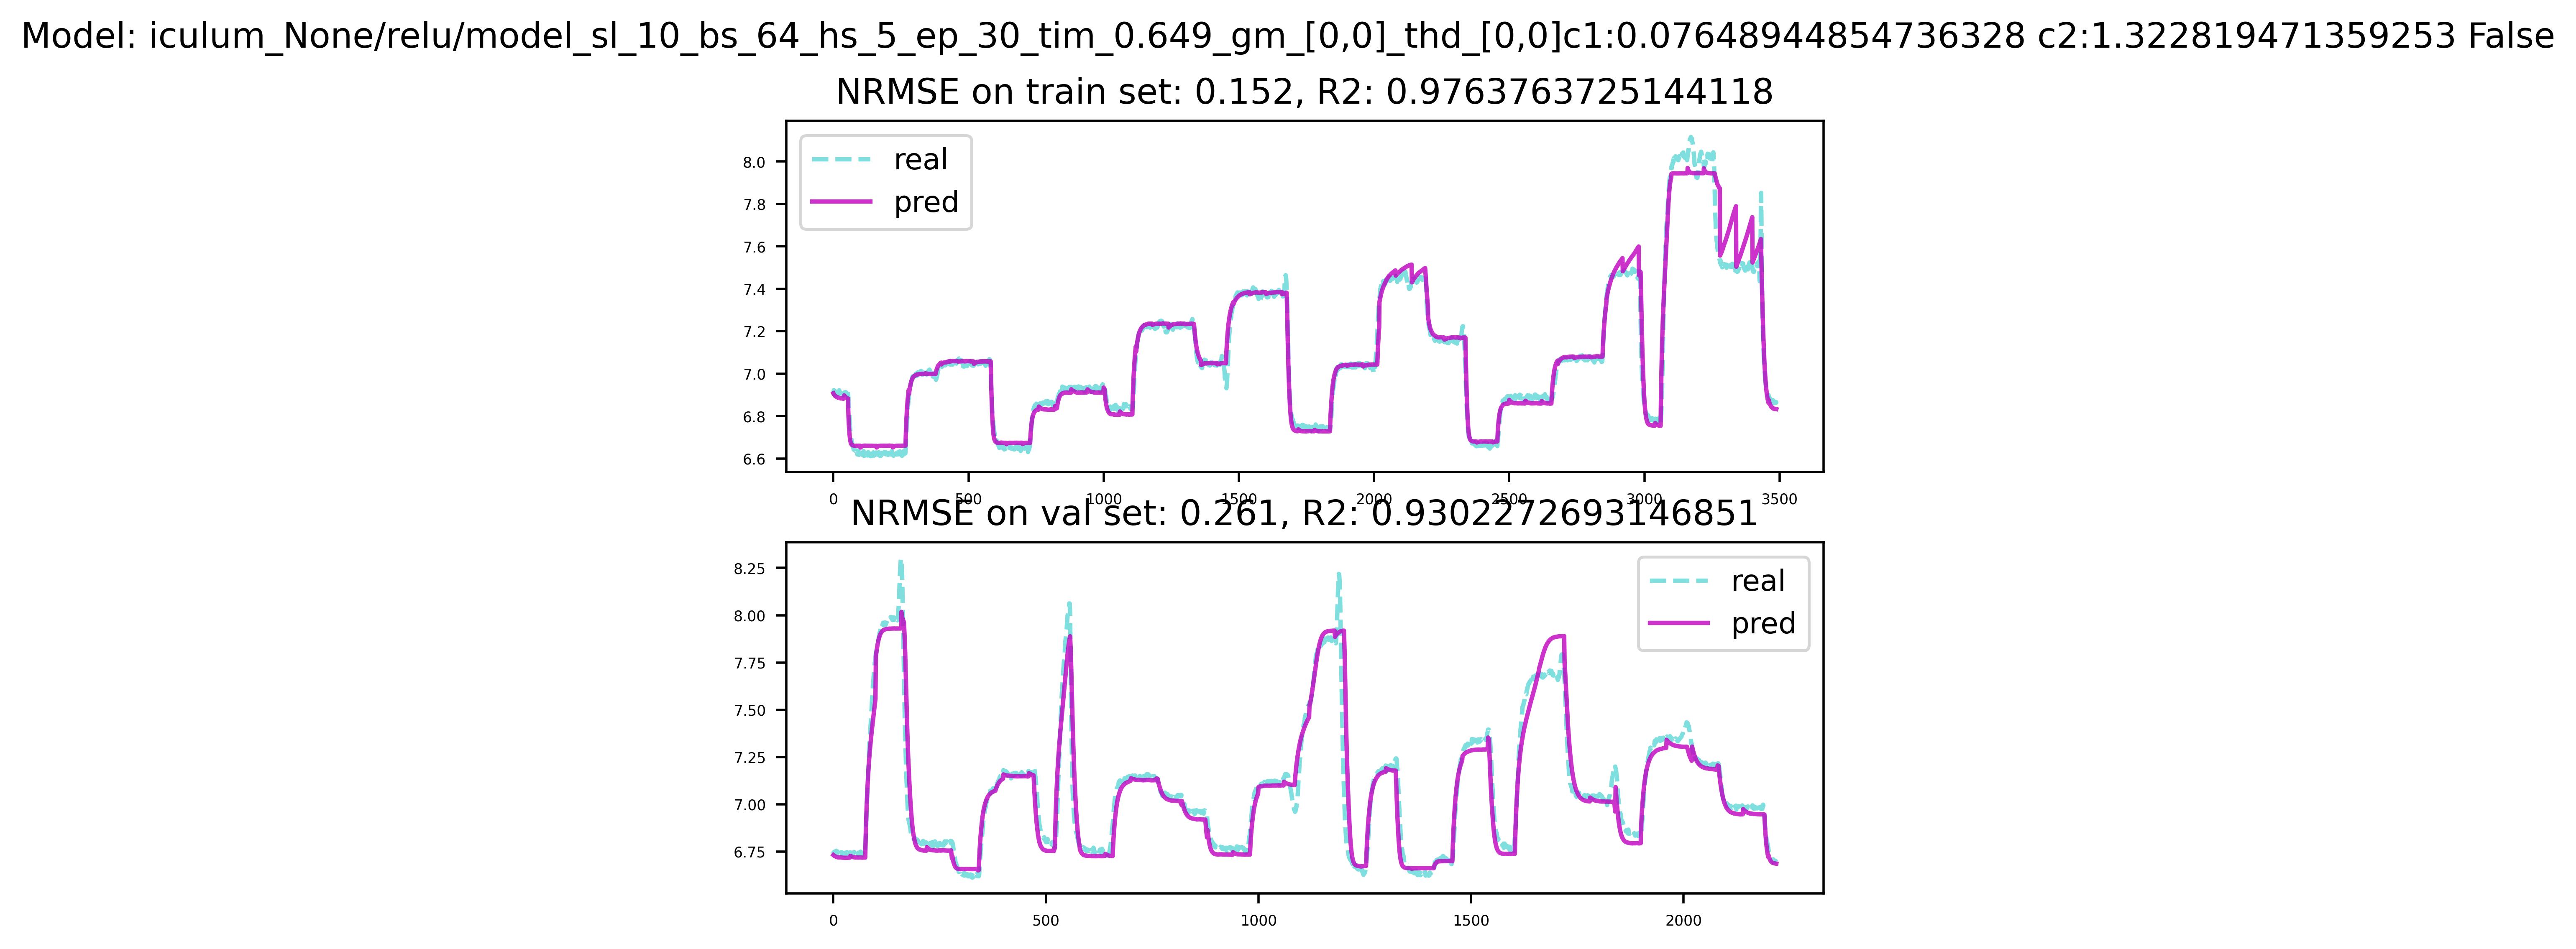 Model: iculum_None/relu/model_sl_10_bs_64_hs_5_ep_30_tim_0.649_gm_[0,0]_thd_[0,0]c1:0.07648944854736328 c2:1.322819471359253 False
NRMSE on train set: 0.152, R2: 0.9763763725144118
real
pred
8.0
7.8
7.6
7.4
7.2
7.0
6.8
6.6
0 500 1000 1500 2000 2500 3000 3500
NRMSE on val set: 0.261, R2: 0.9302272693146851
real
pred
8.25
8.00
7.75
7.50
7.25
7.00
6.75
0 500 1000 1500 2000